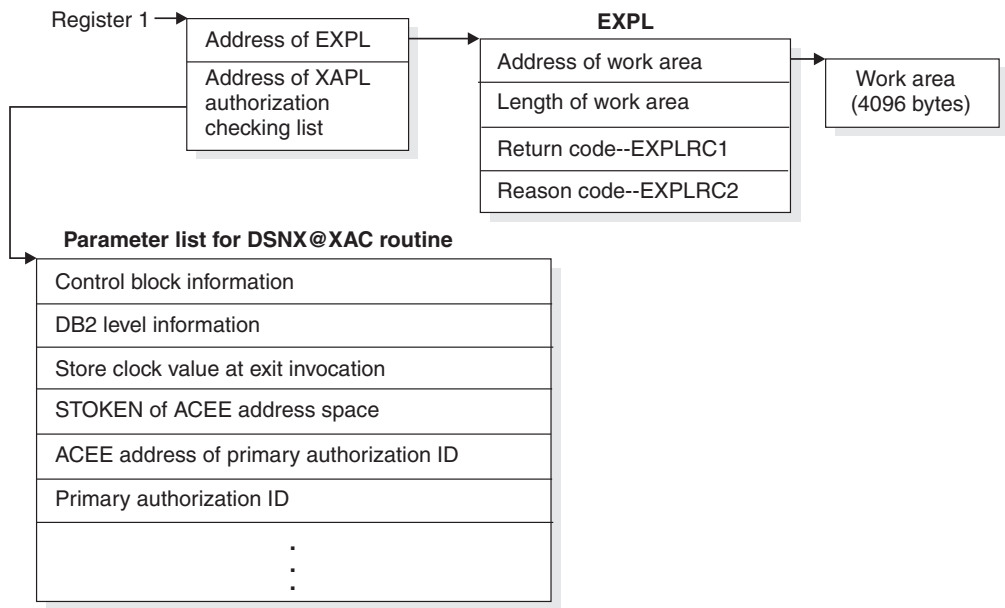 Register 1
Address of EXPL
Address of XAPL
authorization
checking list
EXPL
Address of work area
Length of work area
Return code--EXPLRC1
Reason code--EXPLRC2
Work area
(4096 bytes)
Parameter list for DSNX@XAC routine
Control block information
DB2 level information
Store clock value at exit invocation
STOKEN of ACEE address space
ACEE address of primary authorization ID
Primary authorization ID
.
.
.